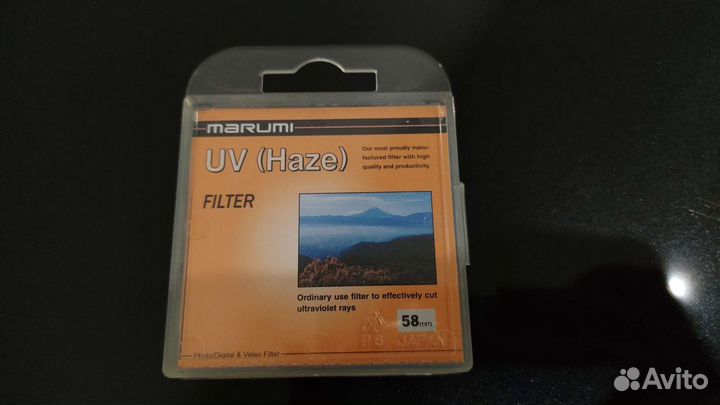 marumi
UV (Haze)
Our most proudly manu-
factured filter with high
quality and productivity.
FILTER
Ordinary use filter to effectively cut
ultraviolet rays
58mm
JAPAN
Photo/Digital & Video Filter
Avito